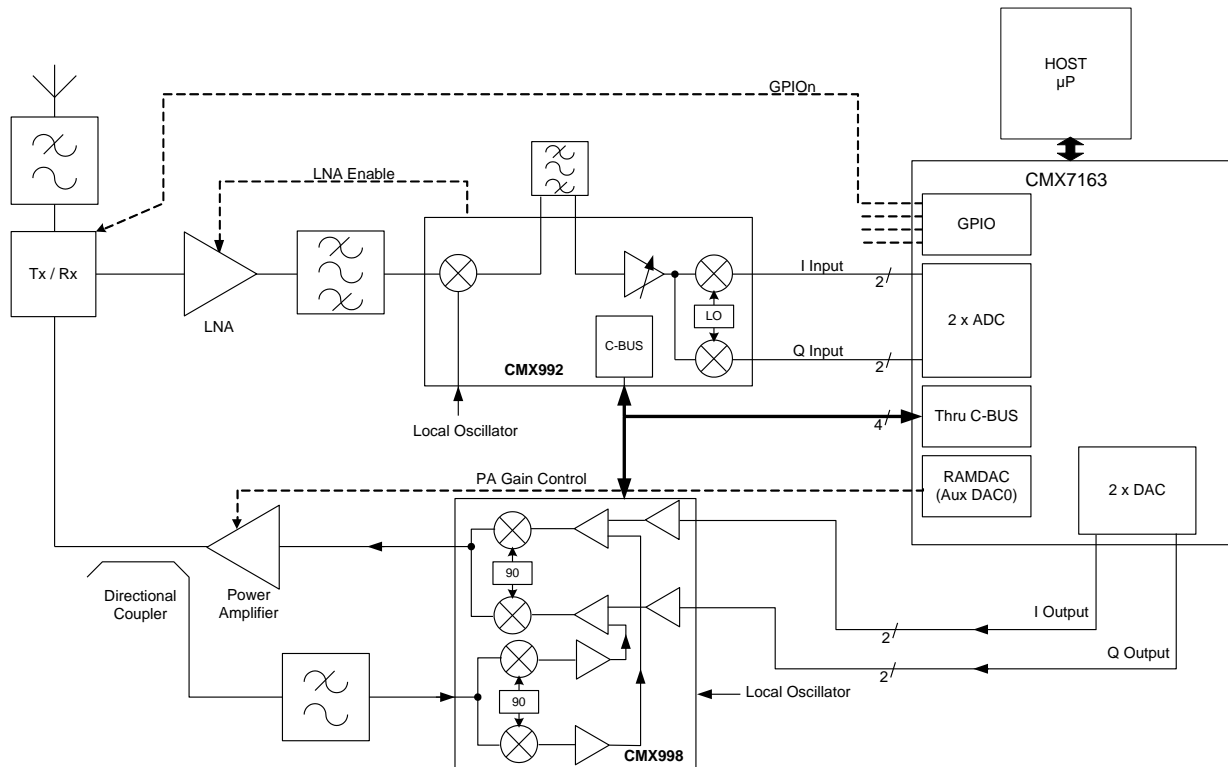 HOST
µP
GPIOn
CMX7163
LNA Enable
GPIO
Tx / Rx
I Input
2
LO
2 x ADC
LNA
C-BUS
Q Input
CMX992
2
Local Oscillator
4
Thru C-BUS
PA Gain Control
RAMDAC
(Aux DAC0)
2 x DAC
90
Directional
Coupler
Power
Amplifier
I Output
2
Q Output
2
90
Local Oscillator
CMX998